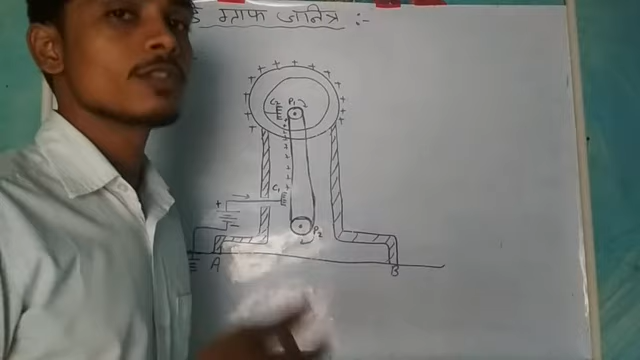 ग्राफ जनित्र :-
+ + + + + + + + + + + + +
C₂ P₁
C₁
+
-
P₂
A B